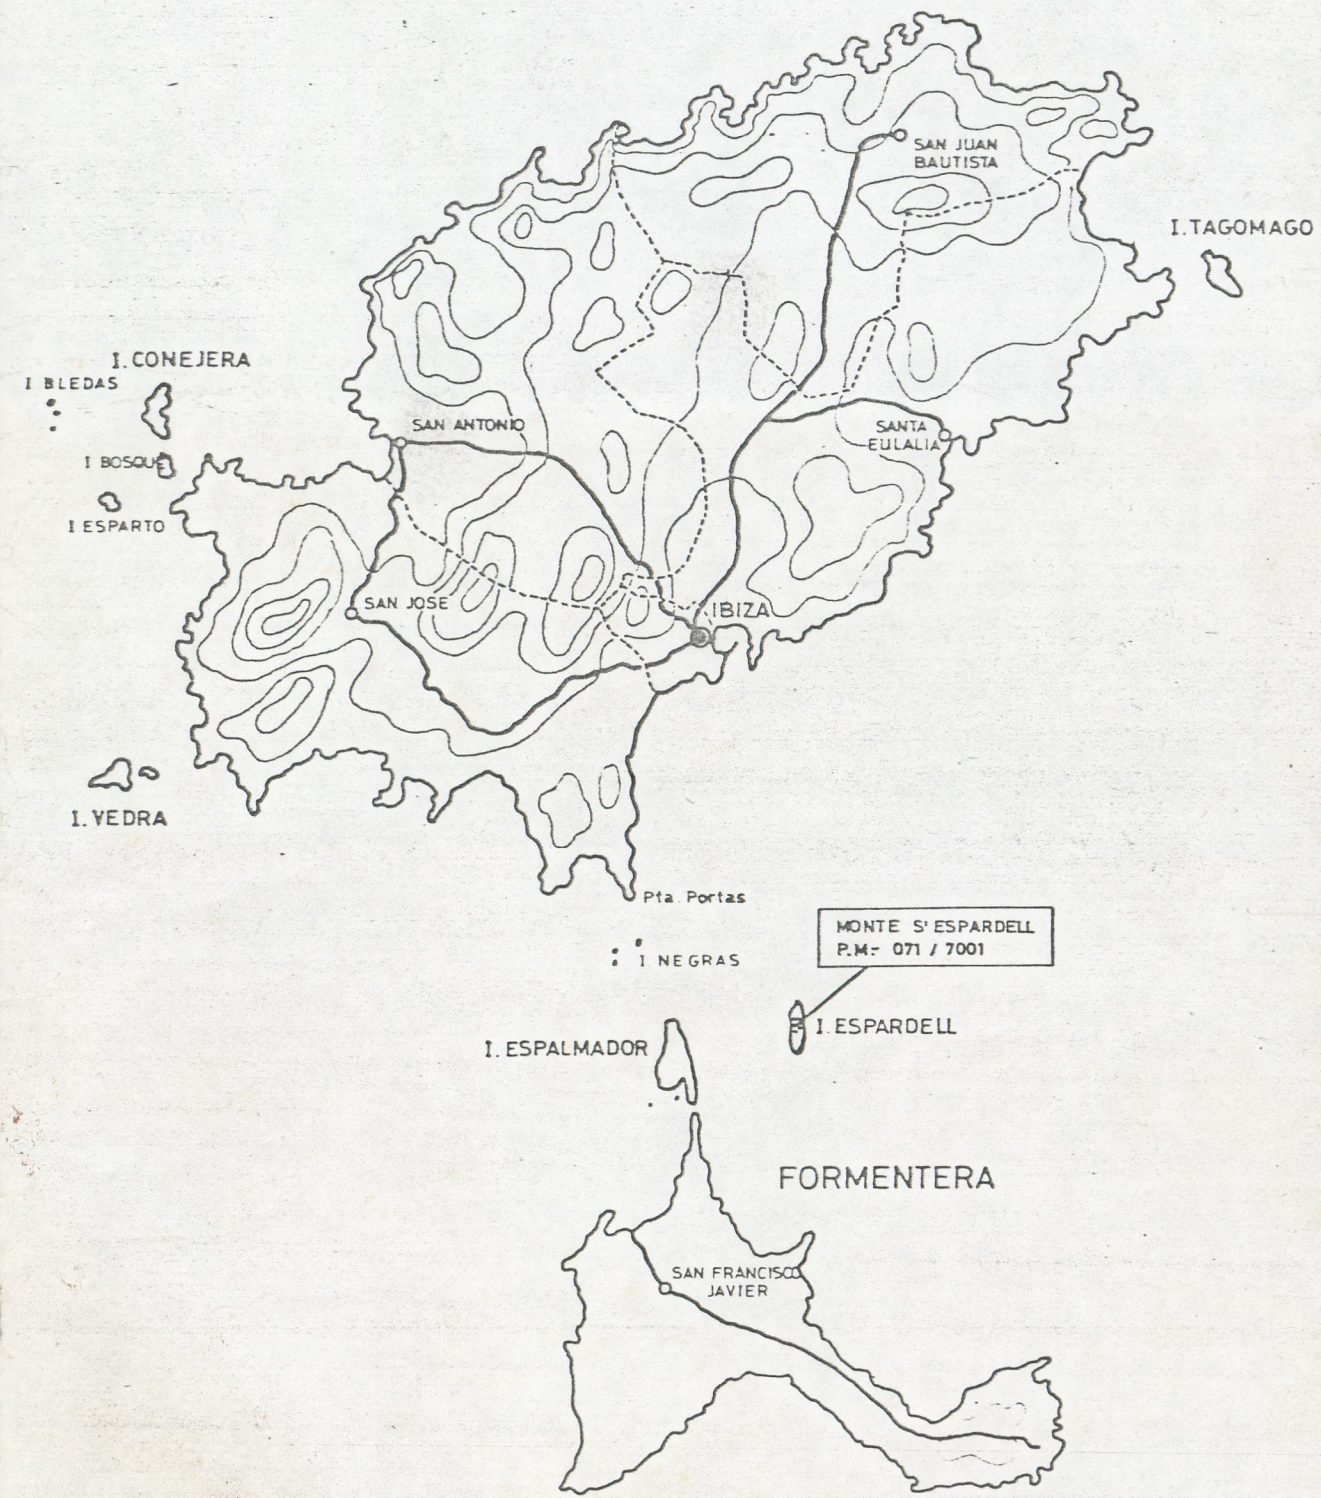 SAN JUAN
BAUTISTA
I. TAGOMAGO
I. CONEJERA
I BLEDAS
SAN ANTONIO
SANTA
EULALIA
I BOSQUE
I ESPARTO
SAN JOSE
IBIZA
I. VEDRA
Pta. Portas
MONTE S'ESPARDELL
P.M.- 071 / 7001
I NEGRAS
I. ESPARDELL
I. ESPALMADOR
FORMENTERA
SAN FRANCISCO
JAVIER